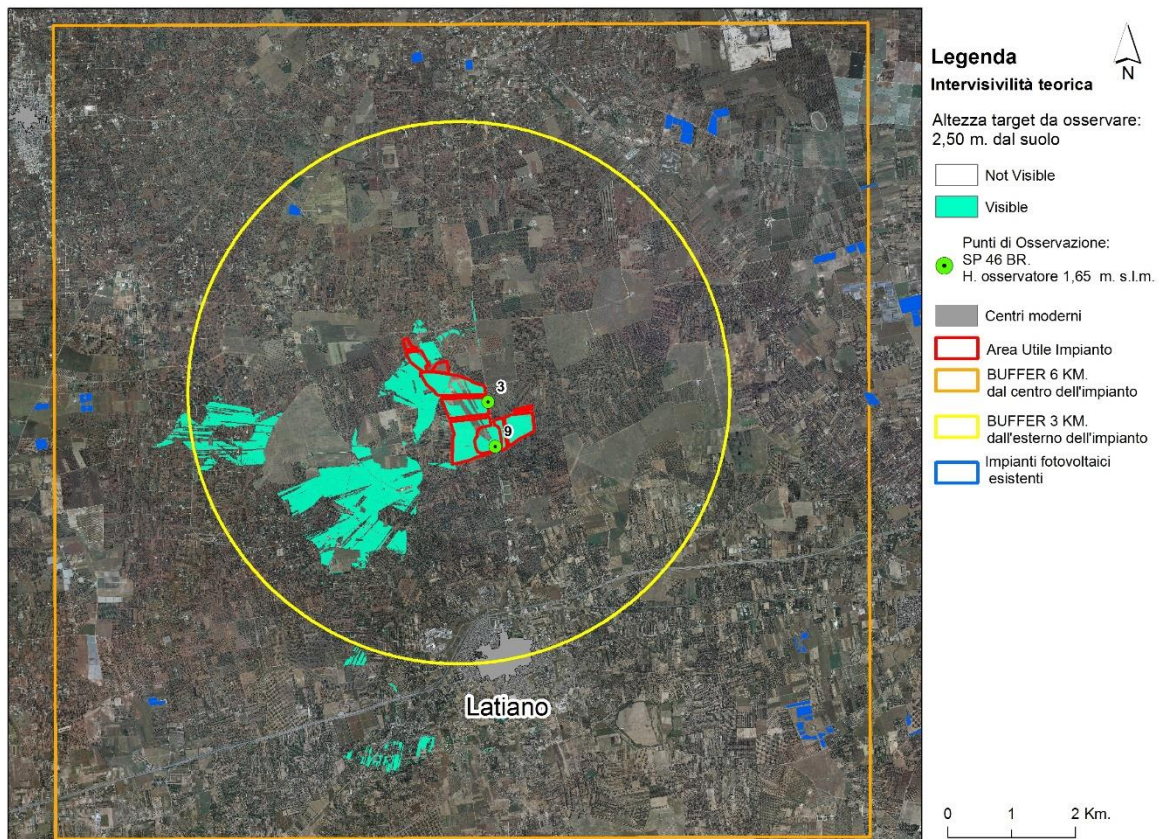 3
9
Latiano
Legenda
N
Intervisivilità teorica
Altezza target da osservare:
2,50 m. dal suolo
Not Visible
Visible
Punti di Osservazione:
SP 46 BR.
H. osservatore 1,65 m. s.l.m.
Centri moderni
Area Utile Impianto
BUFFER 6 KM.
dal centro dell'impianto
BUFFER 3 KM.
dall'esterno dell'impianto
Impianti fotovoltaici
esistenti
0 1 2 Km.